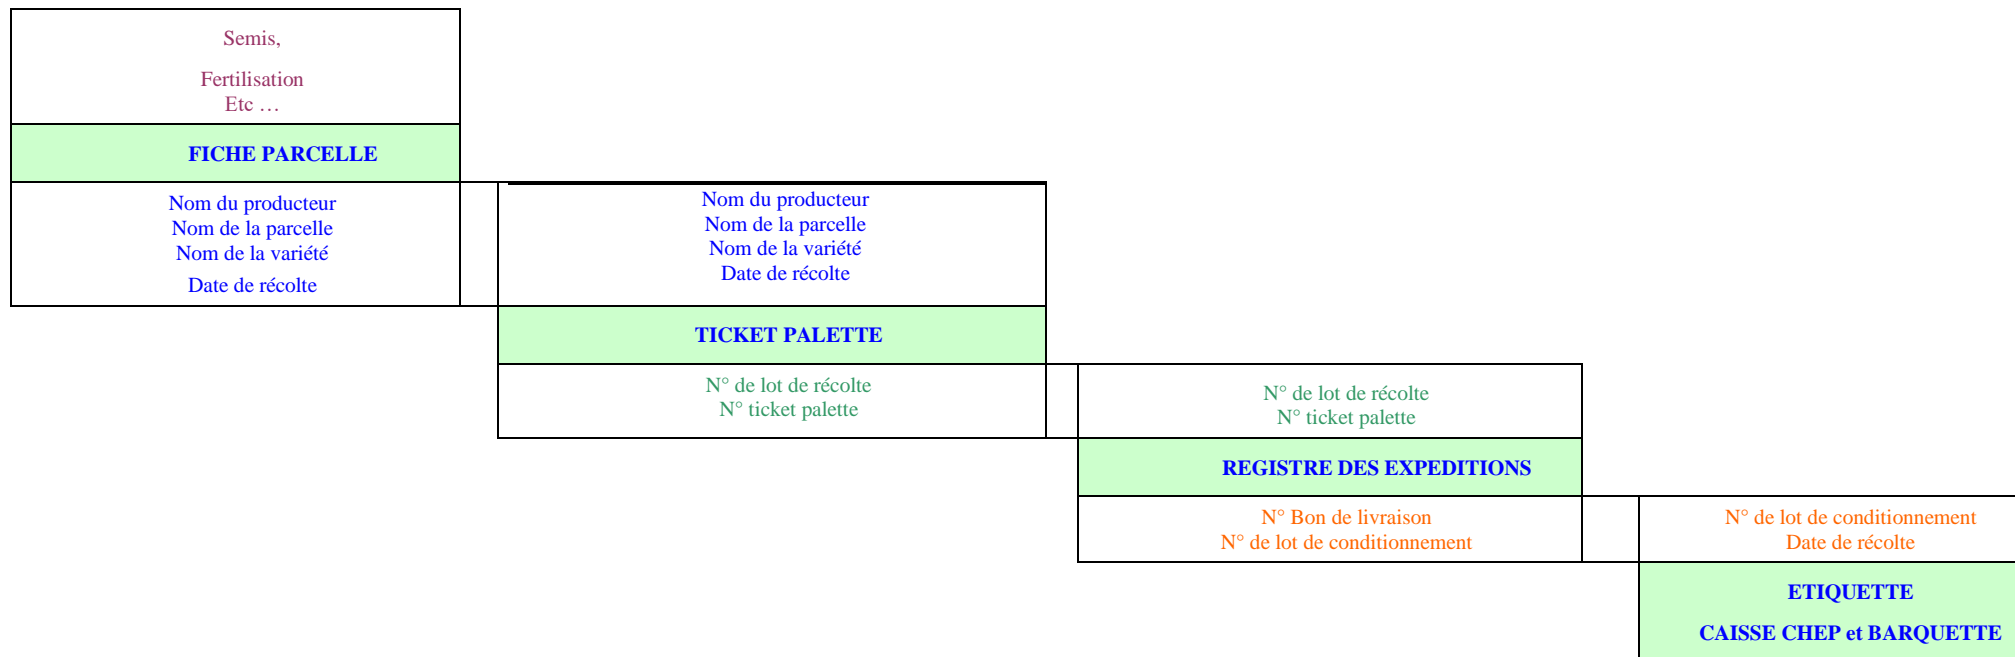 Semis,
Fertilisation
Etc …
FICHE PARCELLE
Nom du producteur
Nom de la parcelle
Nom de la variété
Date de récolte
Nom du producteur
Nom de la parcelle
Nom de la variété
Date de récolte
TICKET PALETTE
N° de lot de récolte
N° ticket palette
N° de lot de récolte
N° ticket palette
REGISTRE DES EXPEDITIONS
N° Bon de livraison
N° de lot de conditionnement
N° de lot de conditionnement
Date de récolte
ETIQUETTE
CAISSE CHEP et BARQUETTE